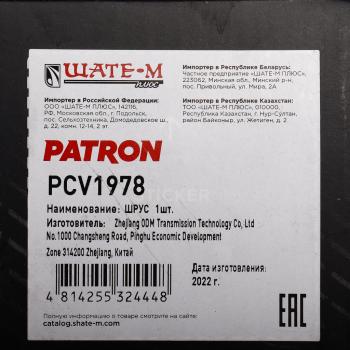 ШАТЕ-М
ПЛЮС
Импортер в Российской Федерации:
ООО «ШАТЕ-М ПЛЮС», 142116,
РФ, Московская обл., г. Подольск,
пос. Сельхозтехника, Домодедовское ш.,
д. 22, комн. 12-14, 2 эт.
Импортер в Республике Беларусь:
Частное предприятие «ШАТЕ-М ПЛЮС»,
223062, Минская обл., Минский р-н,
пос. Привольный, ул. Мира, 2А
Импортер в Республике Казахстан:
ТОО «ШАТЕ-М ПЛЮС», 010000,
Республика Казахстан, г. Нур-Султан,
район Байконыр, ул. Жетиген, д. 2
PATRON
PCV1978
Наименование: ШРУС 1шт.
Изготовитель: Zhejiang ODM Transmission Technology Co, Ltd
No.1000 Changsheng Road, Pinghu Economic Development
Zone 314200 Zhejiang, Китай
Дата изготовления:
2022 г.
4 814255 324448
Подробнее о товаре смотрите на сайте
catalog.shate-m.com
EAC